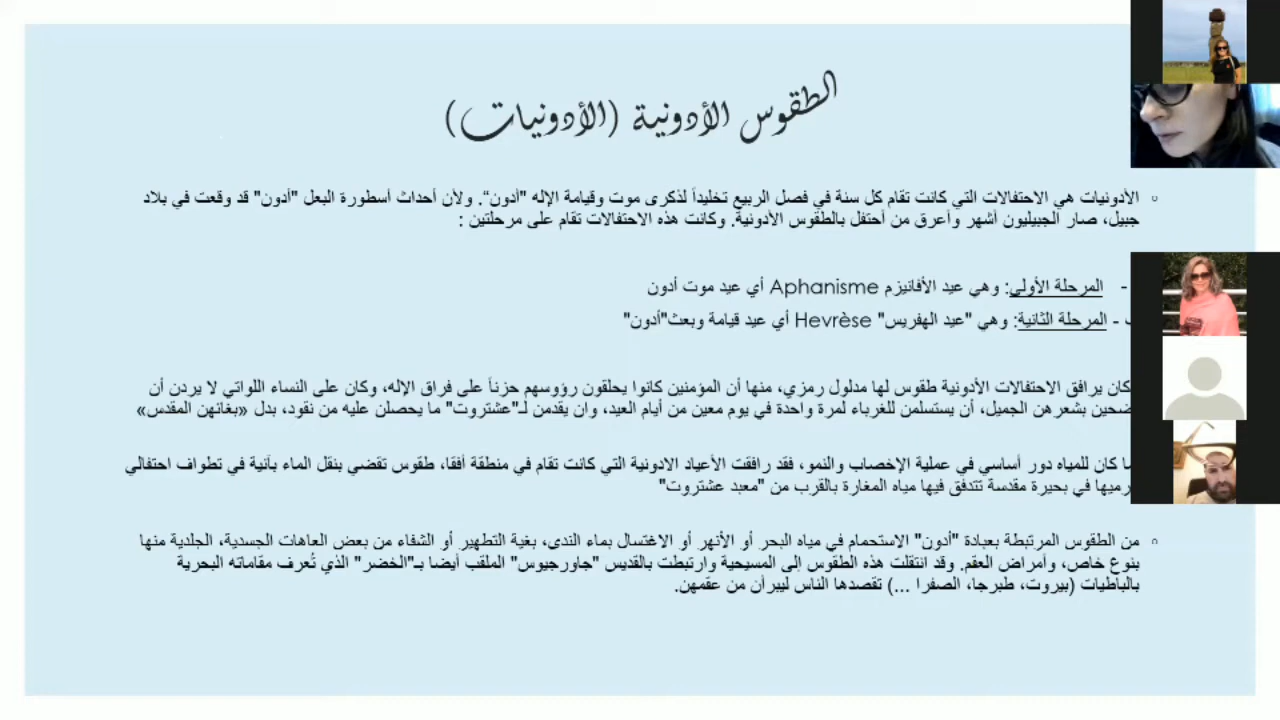 الطقوس الأدونية (الأدونيات)
الأدونيات هي الاحتفالات التي كانت تقام كل سنة في فصل الربيع تخليداً لذكرى موت وقيامة الإله "أدون". ولأن أحداث أسطورة البعل "أدون" قد وقعت في بلاد
جبيل، صار الجبيليون أشهر وأعرق من أحتفل بالطقوس الأدونية. وكانت هذه الاحتفالات تقام على مرحلتين :
- المرحلة الأولى: وهي عيد الأفانيزم Aphanisme أي عيد موت أدون
- المرحلة الثانية: وهي "عيد الهفريس" Hevrèse أي عيد قيامة وبعث"أدون"
كان يرافق الاحتفالات الأدونية طقوس لها مدلول رمزي، منها أن المؤمنين كانوا يحلقون رؤوسهم حزناً على فراق الإله، وكان على النساء اللواتي لا يردن أن
بشعرهن الجميل، أن يستسلمن للغرباء لمرة واحدة في يوم معين من أيام العيد، وان يقدمن لـ"عشتروت" ما يحصلن عليه من نقود، بدل «بغائهن المقدس»
كان للمياه دور أساسي في عملية الإخصاب والنمو، فقد رافقت الأعياد الادونية التي كانت تقام في منطقة أفقا، طقوس تقضي بنقل الماء بآنية في تطواف احتفالي
في بحيرة مقدسة تتدفق فيها مياه المغارة بالقرب من "معبد عشتروت"
من الطقوس المرتبطة بعبادة "أدون" الاستحمام في مياه البحر أو الأنهر أو الاغتسال بماء الندى، بغية التطهير أو الشفاء من بعض العاهات الجسدية، الجلدية منها
بنوع خاص، وأمراض العقم. وقد انتقلت هذه الطقوس إلى المسيحية وارتبطت بالقديس "جاورجيوس" الملقب أيضا بـ"الخضر" الذي تُعرف مقاماته البحرية
بالباطيات (بيروت، طبرجا، الصفرا ...) تقصدها الناس ليبرأن من عقمهن.